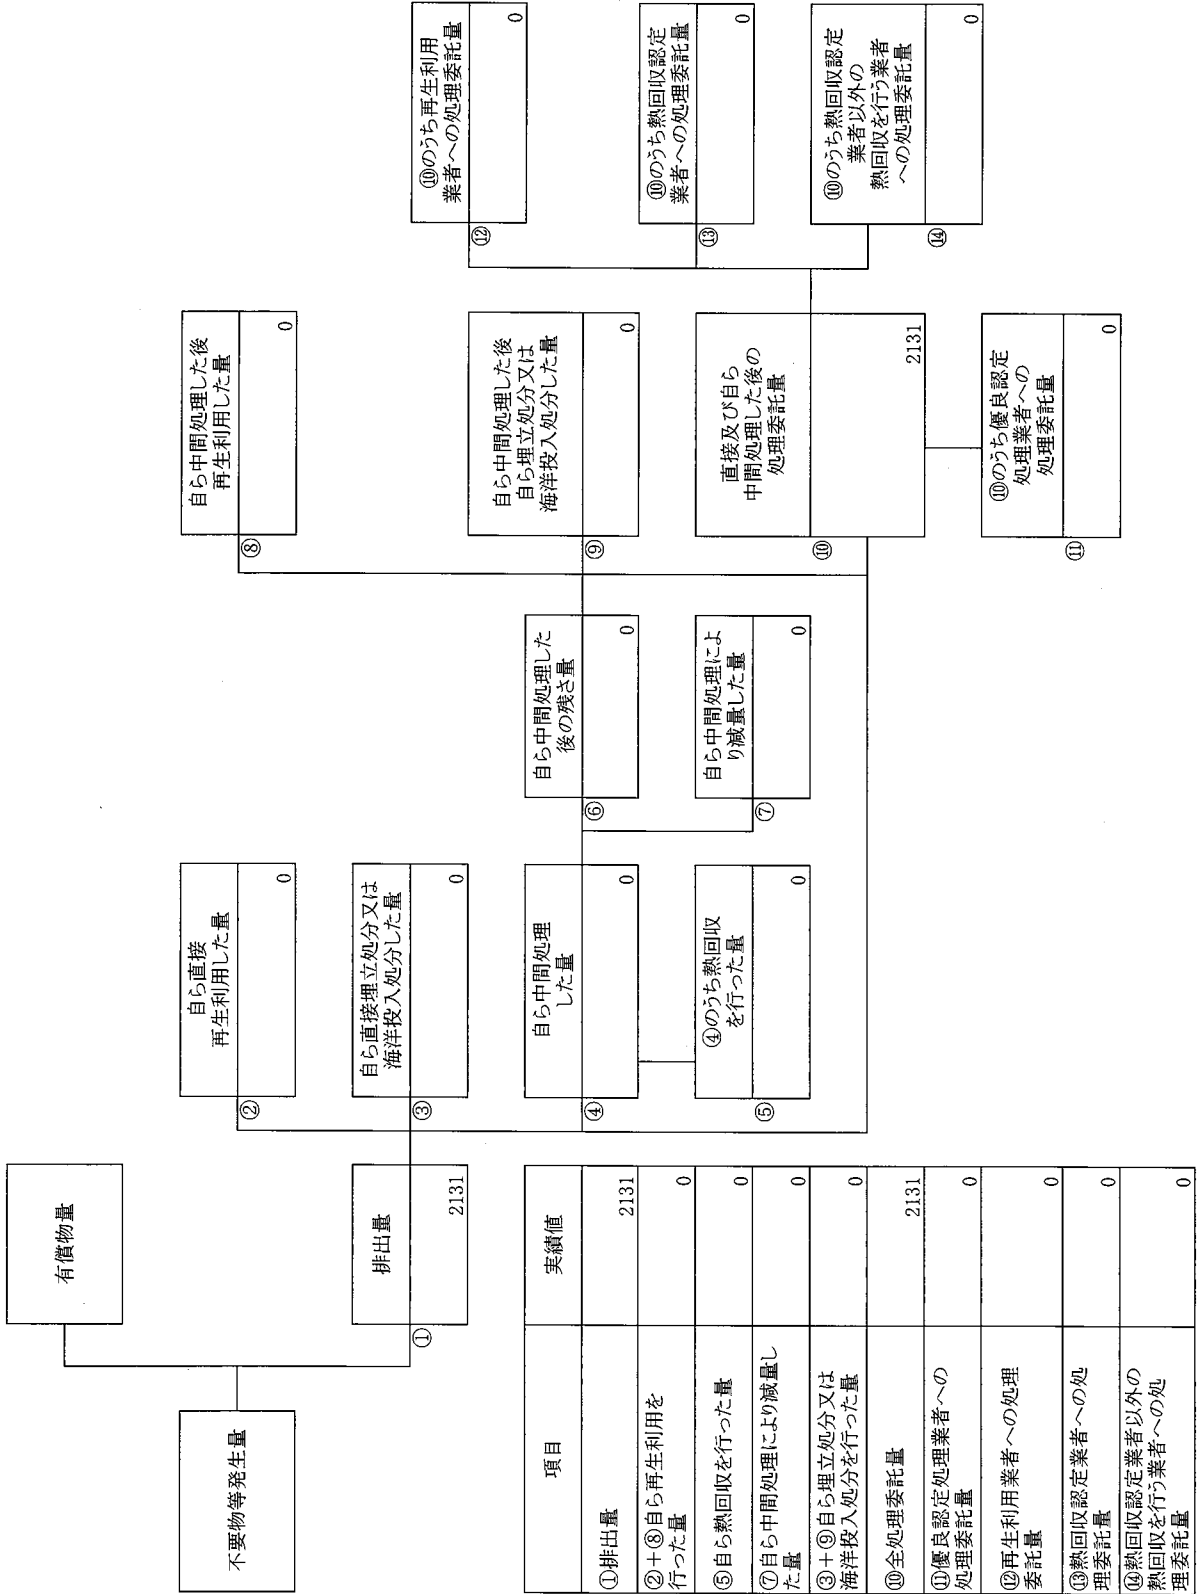 不要物等発生量
有償物量
排出量
①
2131
自ら直接
再生利用した量
②
0
自ら直接埋立処分又は
海洋投入処分した量
③
0
自ら中間処理
した量
④
0
④のうち熱回収
を行った量
⑤
0
自ら中間処理した
後の残さ量
⑥
0
自ら中間処理によ
り減量した量
⑦
0
自ら中間処理した後
再生利用した量
⑧
0
自ら中間処理した後
自ら埋立処分又は
海洋投入処分した量
⑨
0
直接及び自ら
中間処理した後の
処理委託量
⑩
2131
⑩のうち優良認定
処理業者への
処理委託量
⑪
0
⑩のうち再生利用
業者への処理委託量
⑫
0
⑩のうち熱回収認定
業者への処理委託量
⑬
0
⑩のうち熱回収認定
業者以外の
熱回収を行う業者
への処理委託量
⑭
0
項目 実績値
①排出量 2131
②+⑧自ら再生利用を
行った量 0
⑤自ら熱回収を行った量 0
⑦自ら中間処理により減量し
た量 0
③+⑨自ら埋立処分又は
海洋投入処分を行った量 0
⑩全処理委託量 2131
⑪優良認定処理業者への
処理委託量 0
⑫再生利用業者への処理
委託量 0
⑬熱回収認定業者への処
理委託量 0
⑭熱回収認定業者以外の
熱回収を行う業者への処
理委託量 0